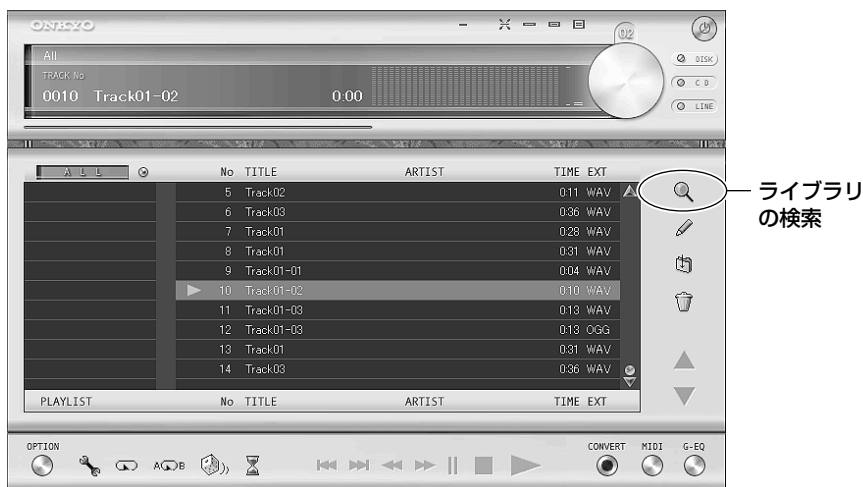 ONKYO
02
All
TRACK No
0010 Track01-02 0:00
DISK
CD
LINE
ALL
No TITLE ARTIST TIME EXT
5 Track02 0:11 WAV
6 Track03 0:36 WAV
7 Track01 0:28 WAV
8 Track01 0:31 WAV
9 Track01-01 0:04 WAV
10 Track01-02 0:10 WAV
11 Track01-03 0:13 WAV
12 Track01-03 0:13 OGG
13 Track01 0:31 WAV
14 Track03 0:36 WAV
PLAYLIST No TITLE ARTIST TIME EXT
ライブラリ
の検索
OPTION
A B
CONVERT MIDI G-EQ